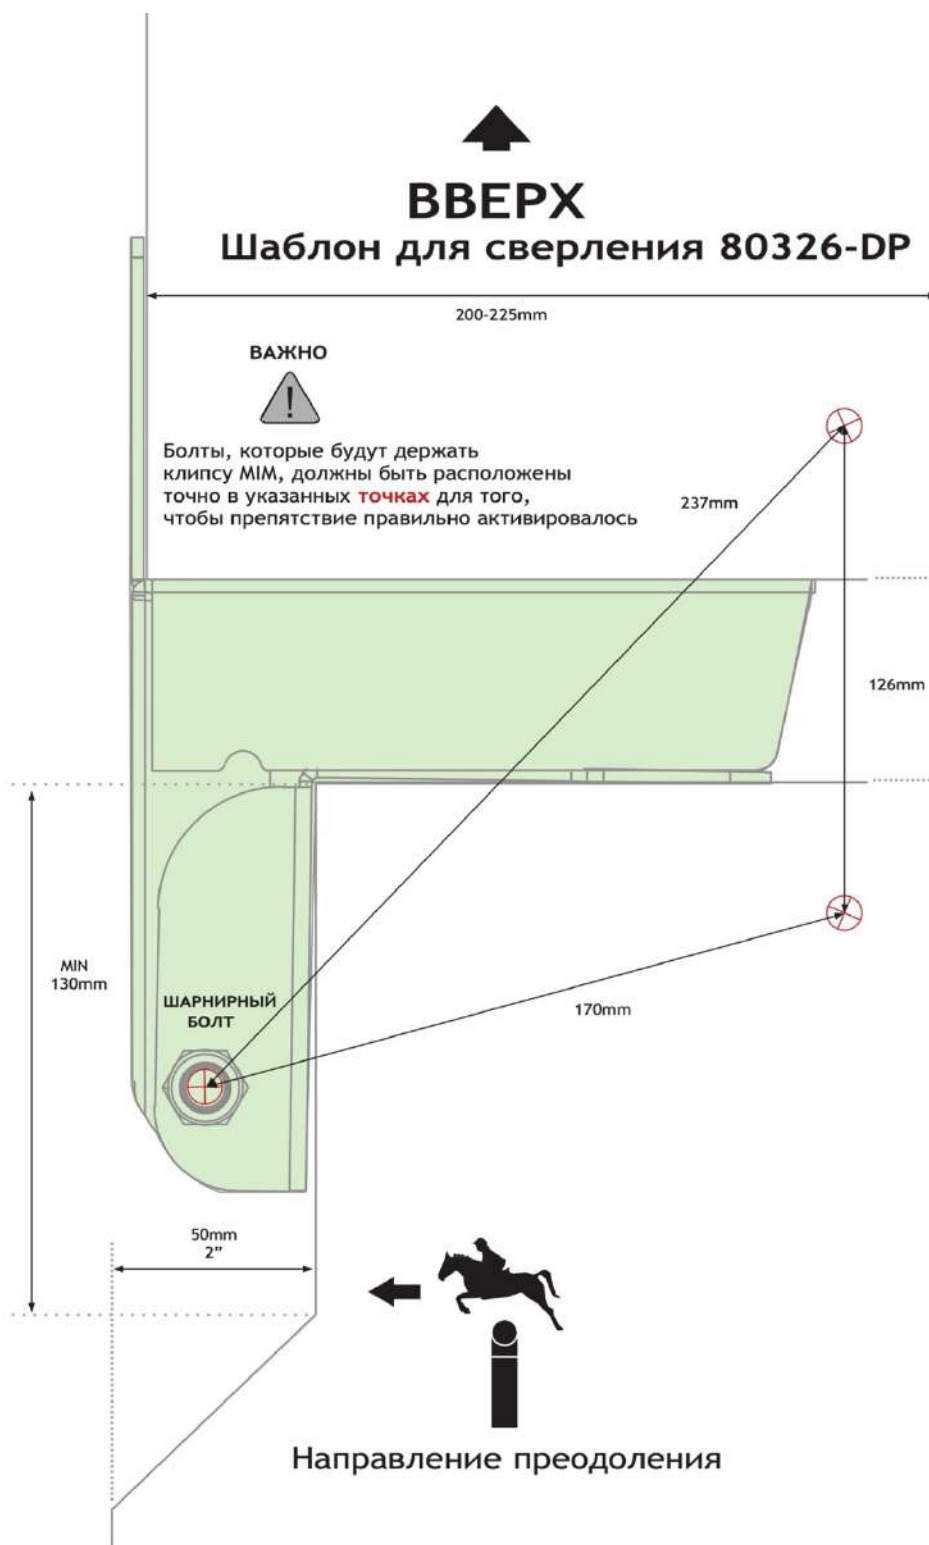 ВВЕРХ
Шаблон для сверления 80326-DP
200-225mm
ВАЖНО
!
Болты, которые будут держать
клипсу MIM, должны быть расположены
точно в указанных точках для того,
чтобы препятствие правильно активировалось
237mm
126mm
MIN
130mm
ШАРНИРНЫЙ
БОЛТ
170mm
50mm
2”
Направление преодоления